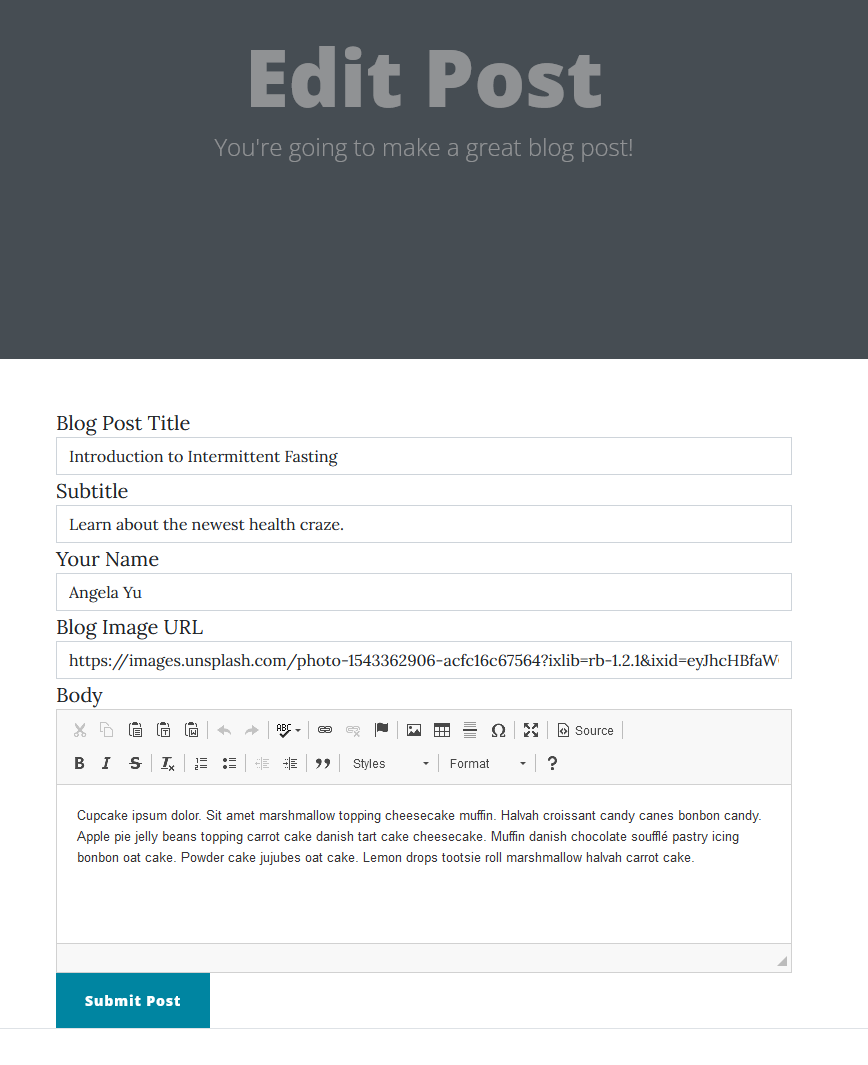 Edit Post
You're going to make a great blog post!
Blog Post Title
Introduction to Intermittent Fasting
Subtitle
Learn about the newest health craze.
Your Name
Angela Yu
Blog Image URL
https://images.unsplash.com/photo-1543362906-acfc16c67564?ixlib=rb-1.2.1&ixid=eyJhcHBfaW
Body
ABC Ω Source
B I S Tx Styles Format ?
Cupcake ipsum dolor. Sit amet marshmallow topping cheesecake muffin. Halvah croissant candy canes bonbon candy.
Apple pie jelly beans topping carrot cake danish tart cake cheesecake. Muffin danish chocolate soufflé pastry icing
bonbon oat cake. Powder cake jujubes oat cake. Lemon drops tootsie roll marshmallow halvah carrot cake.
Submit Post